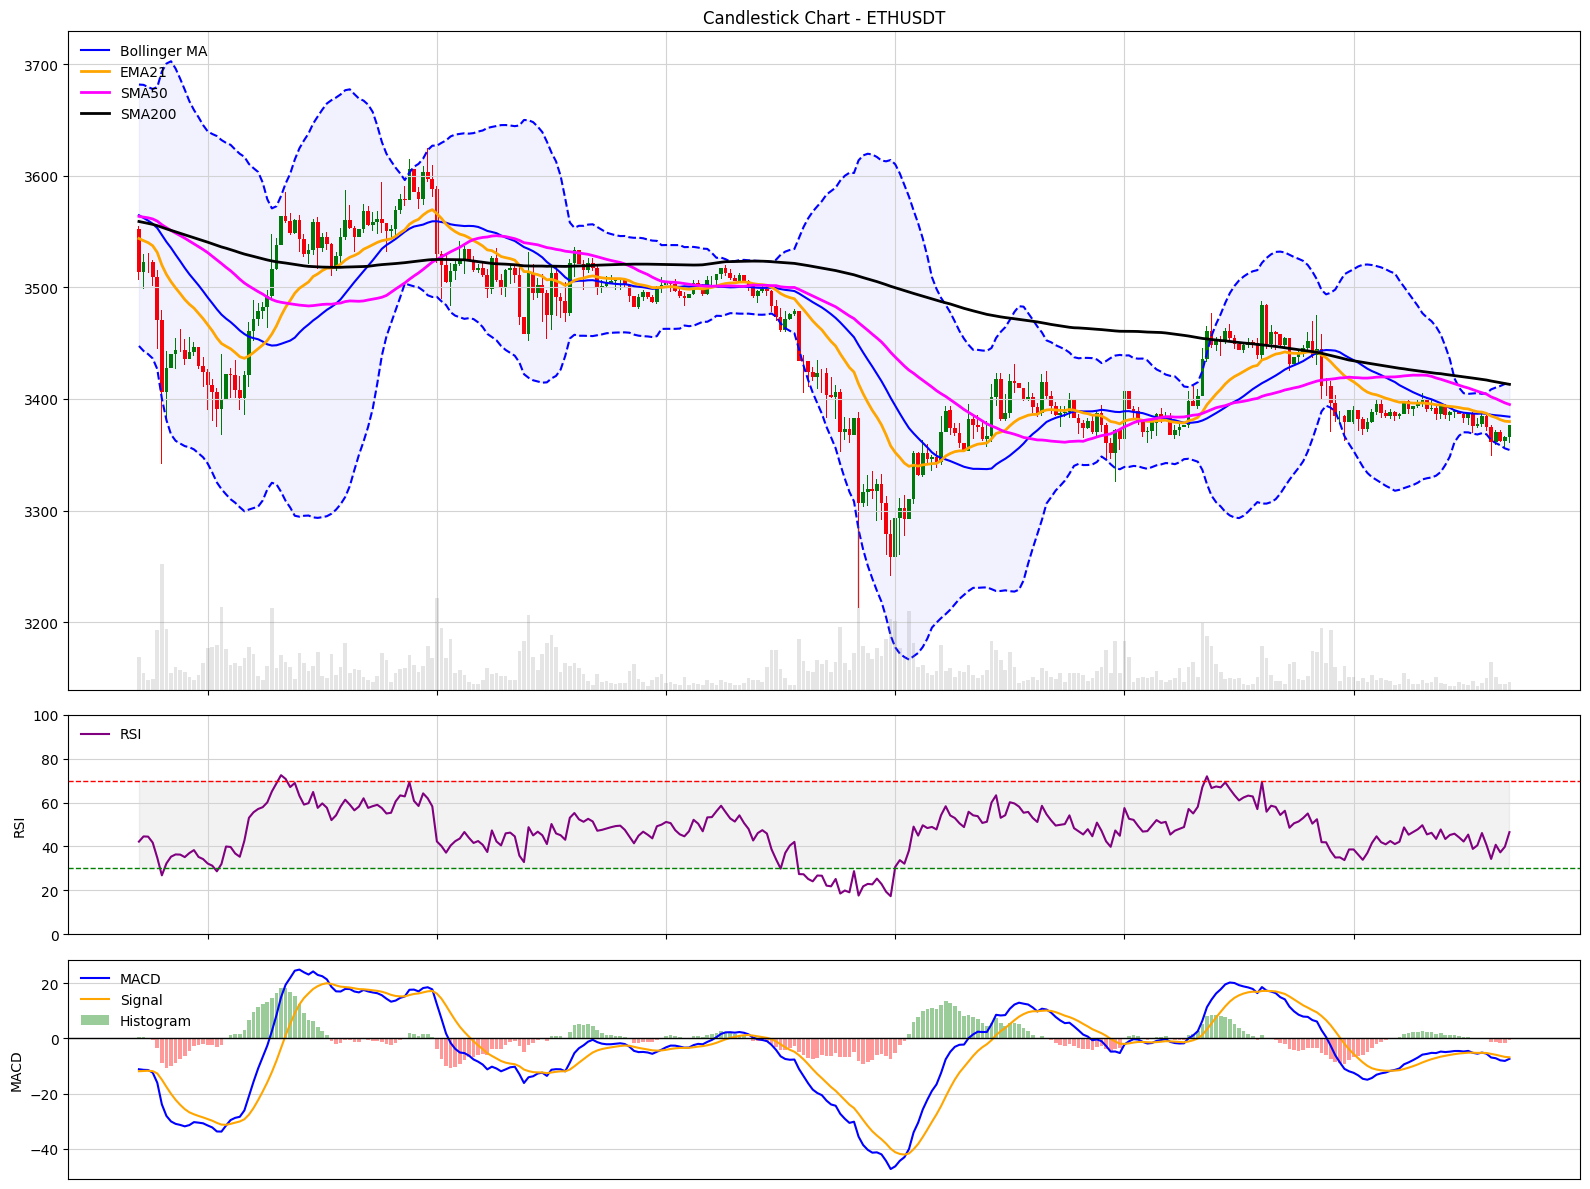 Candlestick Chart - ETHUSDT
Bollinger MA
EMA21
SMA50
SMA200
3700
3600
3500
3400
3300
3200
RSI
100
80
60
40
20
0
RSI
MACD
Signal
Histogram
20
0
−20
−40
MACD